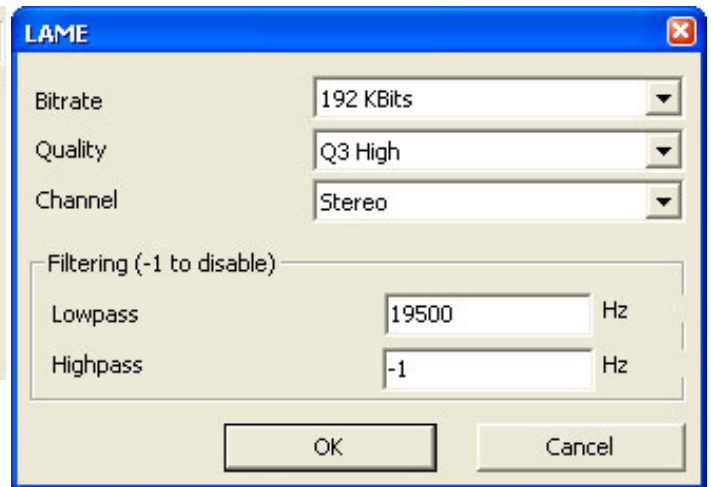 LAME
Bitrate 192 KBits
Quality Q3 High
Channel Stereo
Filtering (-1 to disable)
Lowpass 19500 Hz
Highpass -1 Hz
OK Cancel